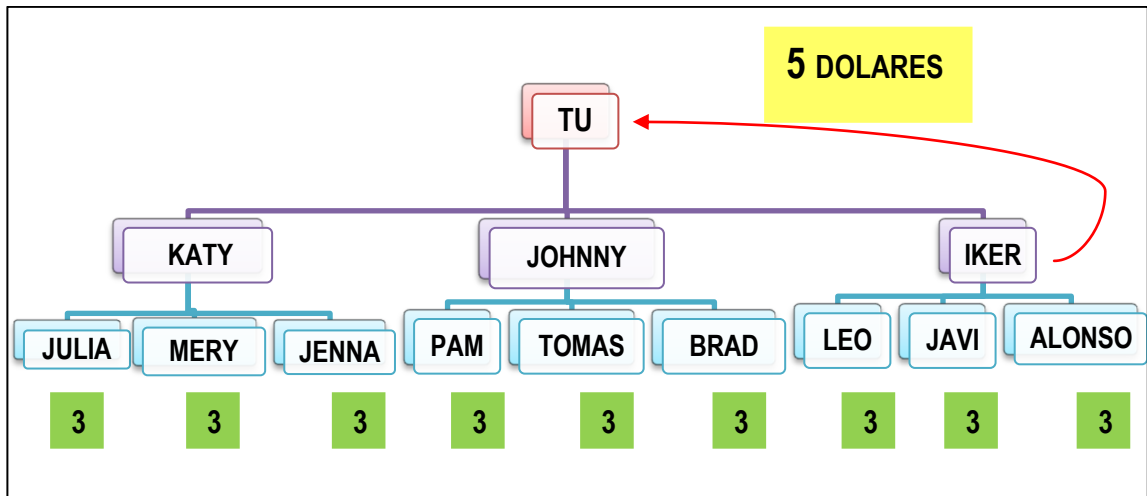 5 DOLARES
TU
KATY JOHNNY IKER
JULIA MERY JENNA PAM TOMAS BRAD LEO JAVI ALONSO
3 3 3 3 3 3 3 3 3